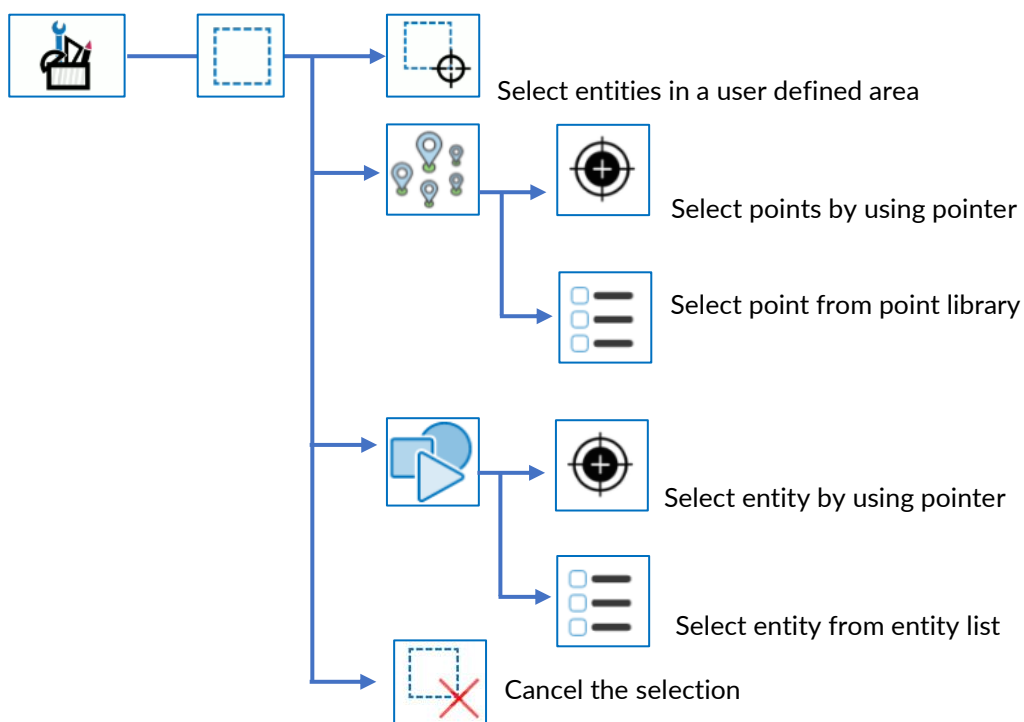 Select entities in a user defined area
Select points by using pointer
Select point from point library
Select entity by using pointer
Select entity from entity list
Cancel the selection